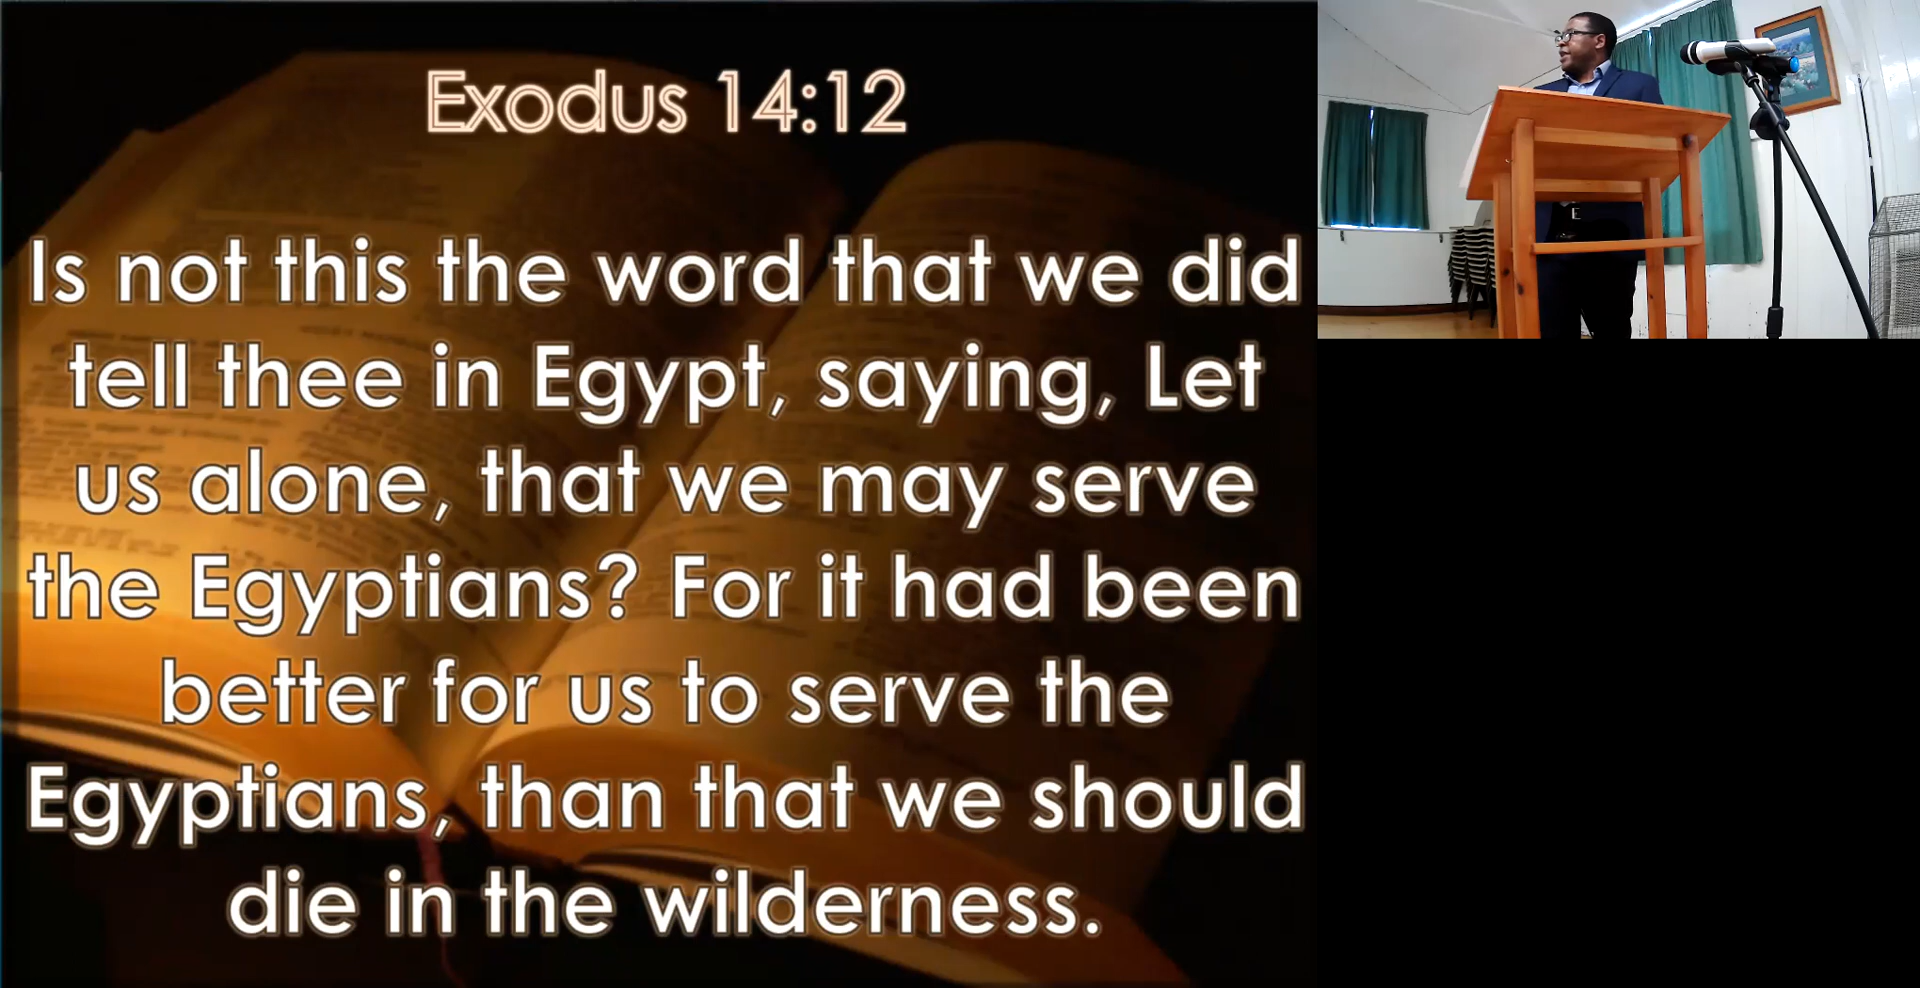 Exodus 14:12
Is not this the word that we did
tell thee in Egypt, saying, Let
us alone, that we may serve
the Egyptians? For it had been
better for us to serve the
Egyptians, than that we should
die in the wilderness.